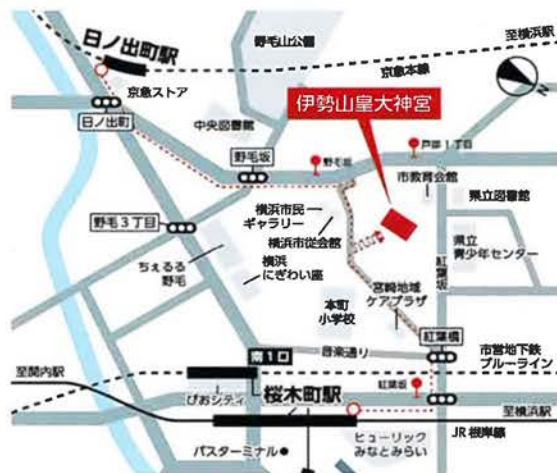 日ノ出町駅
野毛山公園
至横浜駅
京急本線
京急ストア
伊勢山皇大神宮
N
日ノ出町
中央図書館
野毛坂
野毛坂
戸部1丁目
市教育会館
県立図書館
横浜市民
ギャラリー
野毛3丁目
横浜市従会館
県立
青少年センター
紅葉坂
ちぇるる
野毛
横浜
にぎわい座
宮崎地域
ケアプラザ
本町
小学校
紅葉橋
南1口
音楽通り
市営地下鉄
ブルーライン
至関内駅
ぴおシティ
桜木町駅
紅葉坂
至横浜駅
JR根岸線
バスターミナル
ヒューリック
みなとみらい